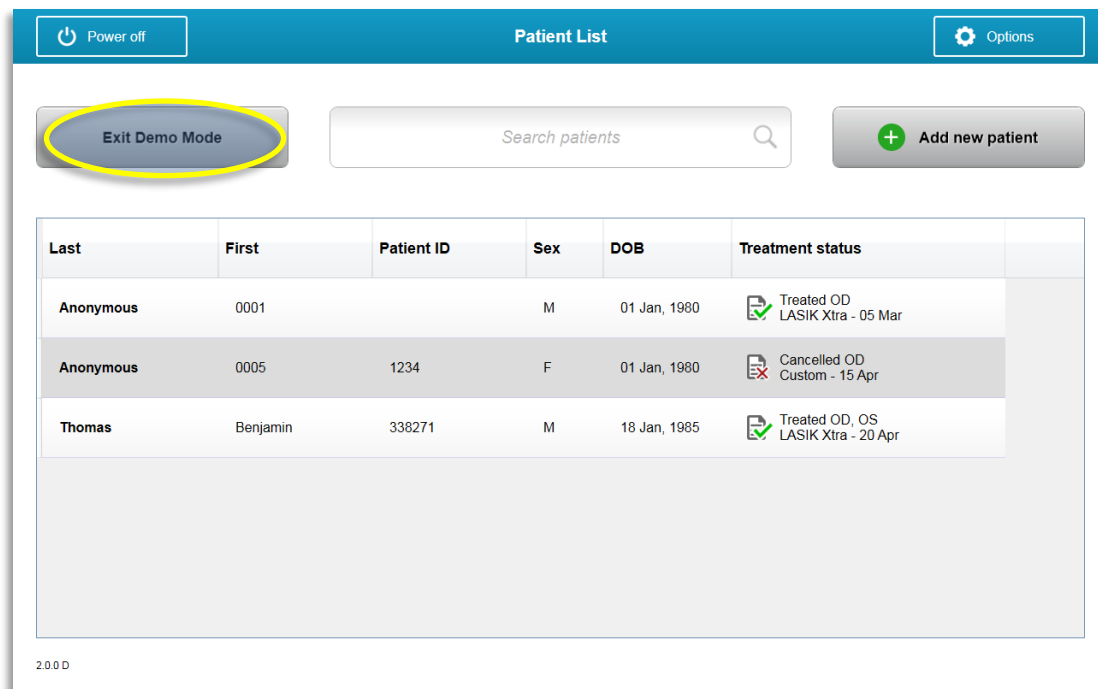 Power off
Patient List
Options
Exit Demo Mode
Search patients
Add new patient
Last First Patient ID Sex DOB Treatment status
Anonymous 0001 M 01 Jan, 1980 Treated OD
LASIK Xtra - 05 Mar
Anonymous 0005 1234 F 01 Jan, 1980 Cancelled OD
Custom - 15 Apr
Thomas Benjamin 338271 M 18 Jan, 1985 Treated OD, OS
LASIK Xtra - 20 Apr
2.0.0 D